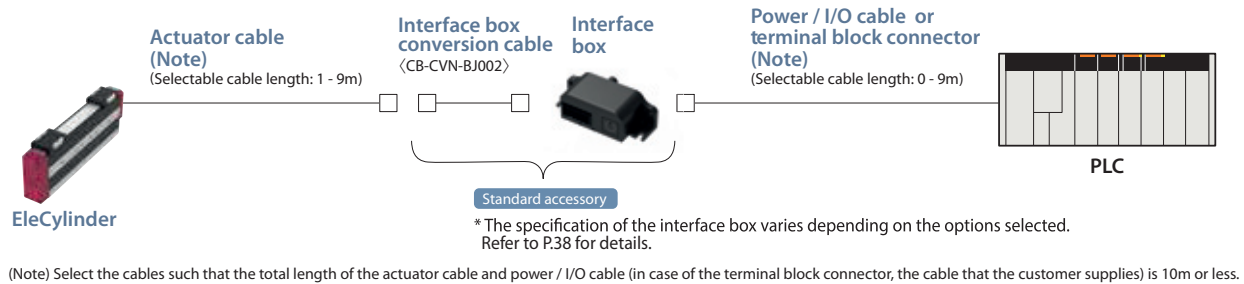 Actuator cable
(Note)
(Selectable cable length: 1 - 9m)
Interface box
conversion cable
〈CB-CVN-BJ002〉
Interface
box
Power / I/O cable or
terminal block connector
(Note)
(Selectable cable length: 0 - 9m)
EleCylinder
PLC
Standard accessory
* The specification of the interface box varies depending on the options selected.
Refer to P.38 for details.
(Note) Select the cables such that the total length of the actuator cable and power / I/O cable (in case of the terminal block connector, the cable that the customer supplies) is 10m or less.